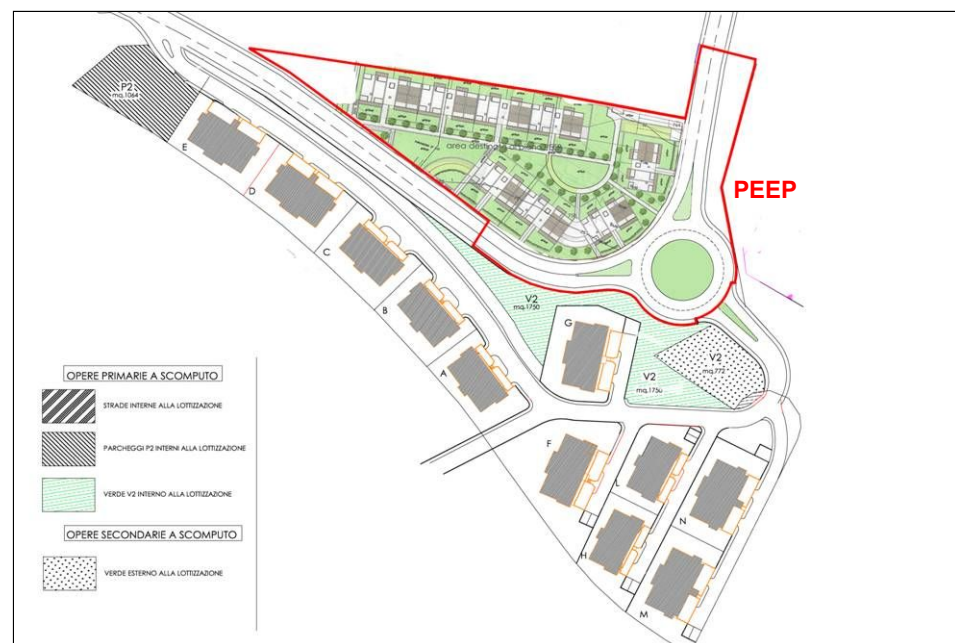 P2
mq.1064
E
D
C
B
A
area destin
PEEP
V2
mq.1750
G
V2
mq.772
V2
mq.1750
F
L
H
N
M
OPERE PRIMARIE A SCOMPUTO
STRADE INTERNE ALLA LOTTIZZAZIONE
PARCHEGGI P2 INTERNI ALLA LOTTIZZAZIONE
VERDE V2 INTERNO ALLA LOTTIZZAZIONE
OPERE SECONDARIE A SCOMPUTO
VERDE ESTERNO ALLA LOTTIZZAZIONE